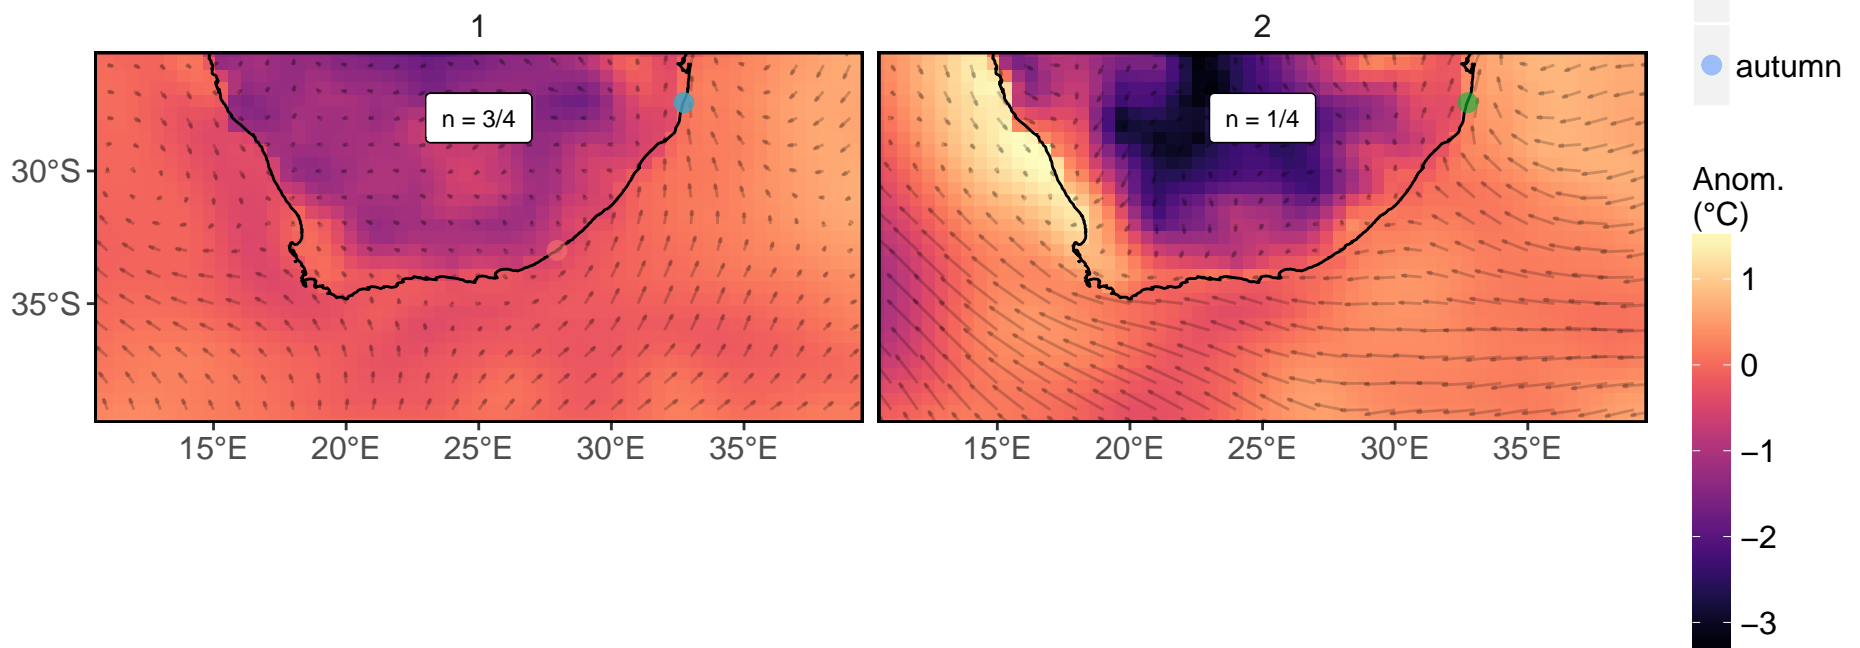 1
2
autumn
n = 3/4
n = 1/4
30°S
35°S
15°E
20°E
25°E
30°E
35°E
15°E
20°E
25°E
30°E
35°E
Anom.
(°C)
1
0
−1
−2
−3